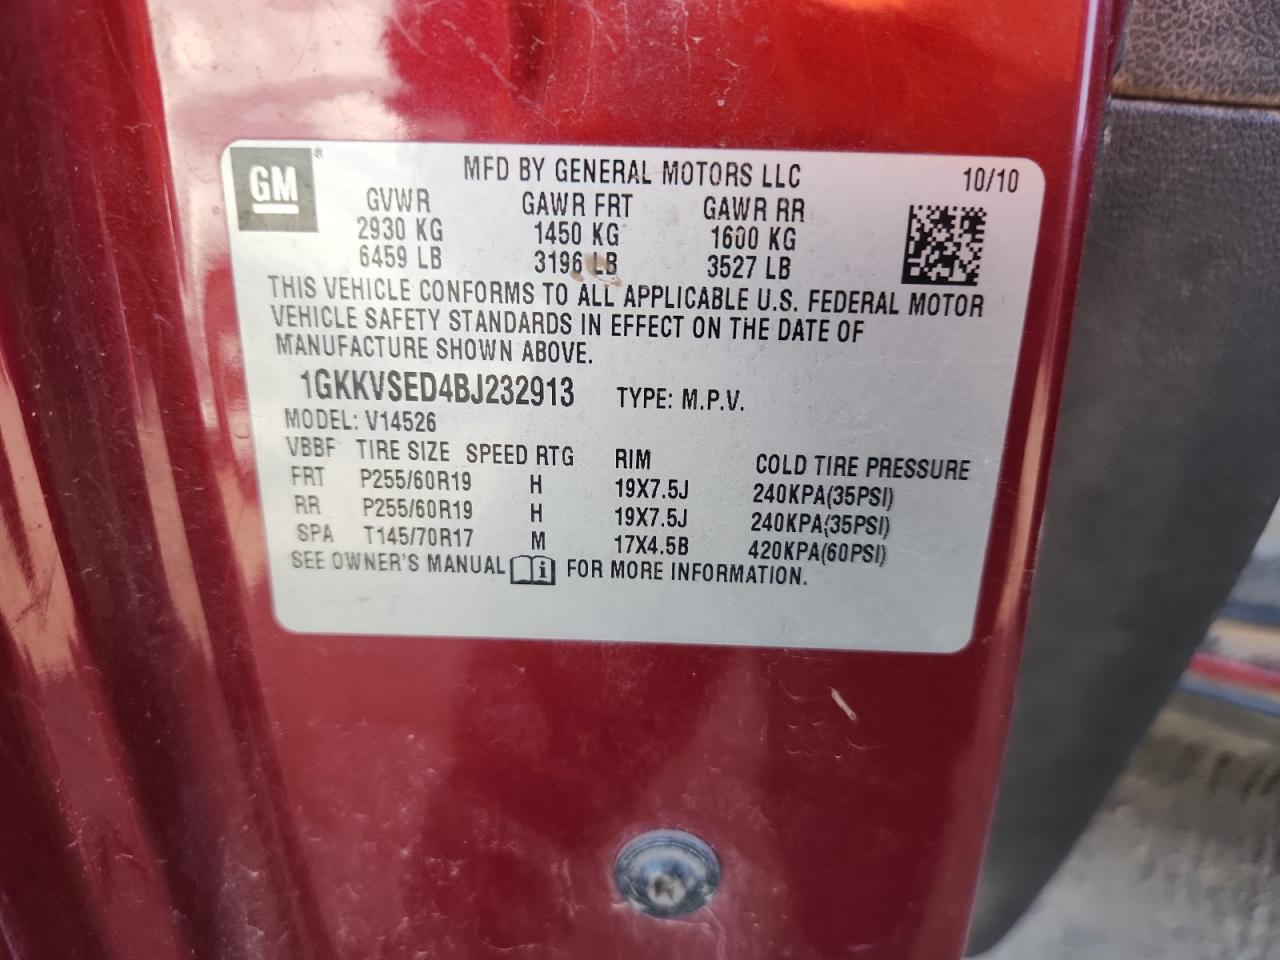 GM® MFD BY GENERAL MOTORS LLC 10/10
GVWR GAWR FRT GAWR RR
2930 KG 1450 KG 1600 KG
6459 LB 3196 LB 3527 LB
THIS VEHICLE CONFORMS TO ALL APPLICABLE U.S. FEDERAL MOTOR
VEHICLE SAFETY STANDARDS IN EFFECT ON THE DATE OF
MANUFACTURE SHOWN ABOVE.
1GKKVSED4BJ232913 TYPE: M.P.V.
MODEL: V14526
VBBF TIRE SIZE SPEED RTG RIM COLD TIRE PRESSURE
FRT P255/60R19 H 19X7.5J 240KPA(35PSI)
RR P255/60R19 H 19X7.5J 240KPA(35PSI)
SPA T145/70R17 M 17X4.5B 420KPA(60PSI)
SEE OWNER'S MANUAL i FOR MORE INFORMATION.